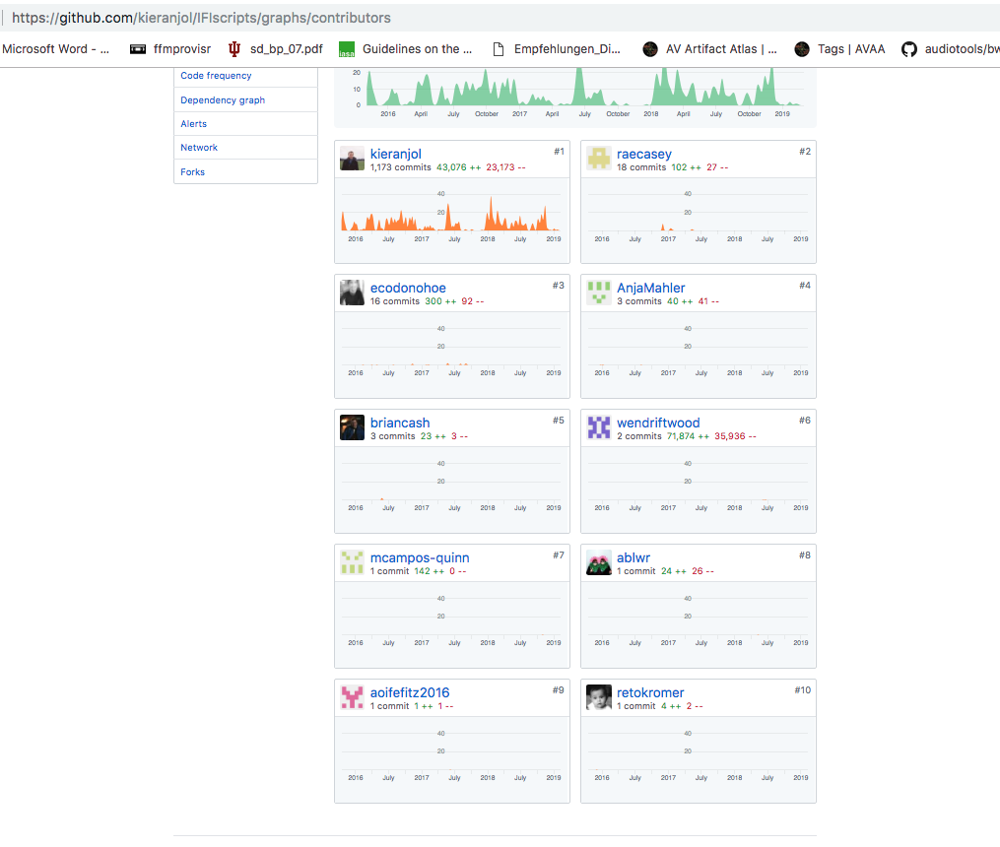 https://github.com/kieranjol/IFIscripts/graphs/contributors
Microsoft Word - ... ffmprovisr sd_bp_07.pdf iasa Guidelines on the ... Empfehlungen_Di... AV Artifact Atlas | ... Tags | AVAA audiotools/bw
Code frequency
Dependency graph
Alerts
Network
Forks
20
10
0
2016 April July October 2017 April July October 2018 April July October 2019
kieranjol #1
1,173 commits 43,076 ++ 23,173 --
40
20
2016 July 2017 July 2018 July 2019
raecasey #2
18 commits 102 ++ 27 --
40
20
2016 July 2017 July 2018 July 2019
ecodonohoe #3
16 commits 300 ++ 92 --
40
20
2016 July 2017 July 2018 July 2019
AnjaMahler #4
3 commits 40 ++ 41 --
40
20
2016 July 2017 July 2018 July 2019
briancash #5
3 commits 23 ++ 3 --
40
20
2016 July 2017 July 2018 July 2019
wendriftwood #6
2 commits 71,874 ++ 35,936 --
40
20
2016 July 2017 July 2018 July 2019
mcampos-quinn #7
1 commit 142 ++ 0 --
40
20
2016 July 2017 July 2018 July 2019
ablwr #8
1 commit 24 ++ 26 --
40
20
2016 July 2017 July 2018 July 2019
aoifefitz2016 #9
1 commit 1 ++ 1 --
40
20
2016 July 2017 July 2018 July 2019
retokromer #10
1 commit 4 ++ 2 --
40
20
2016 July 2017 July 2018 July 2019